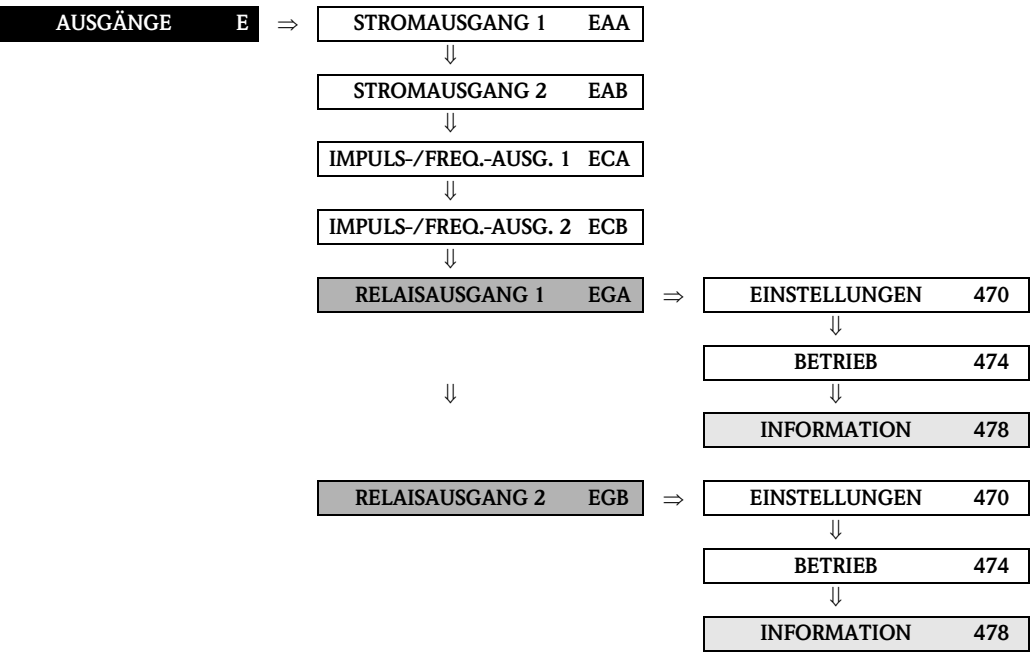 AUSGÄNGE E ⇒ STROMAUSGANG 1 EAA
⇓
STROMAUSGANG 2 EAB
⇓
IMPULS-/FREQ.-AUSG. 1 ECA
⇓
IMPULS-/FREQ.-AUSG. 2 ECB
⇓
RELAISAUSGANG 1 EGA ⇒ EINSTELLUNGEN 470
⇓
BETRIEB 474
⇓ ⇓
INFORMATION 478
RELAISAUSGANG 2 EGB ⇒ EINSTELLUNGEN 470
⇓
BETRIEB 474
⇓
INFORMATION 478